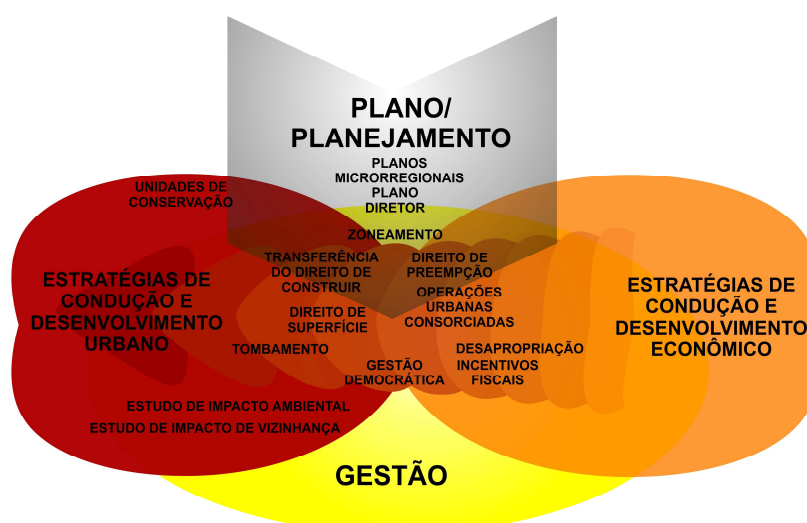 PLANO/
PLANEJAMENTO
PLANOS
MICRORREGIONAIS
PLANO
DIRETOR
ZONEAMENTO
UNIDADES DE
CONSERVAÇÃO
TRANSFERÊNCIA
DO DIREITO DE
CONSTRUIR
DIREITO DE
PREEMPÇÃO
ESTRATÉGIAS DE
CONDUÇÃO E
DESENVOLVIMENTO
URBANO
OPERAÇÕES
URBANAS
CONSORCIADAS
ESTRATÉGIAS DE
CONDUÇÃO E
DESENVOLVIMENTO
ECONÔMICO
DIREITO DE
SUPERFÍCIE
TOMBAMENTO
DESAPROPRIAÇÃO
GESTÃO
DEMOCRÁTICA
INCENTIVOS
FISCAIS
ESTUDO DE IMPACTO AMBIENTAL
ESTUDO DE IMPACTO DE VIZINHANÇA
GESTÃO